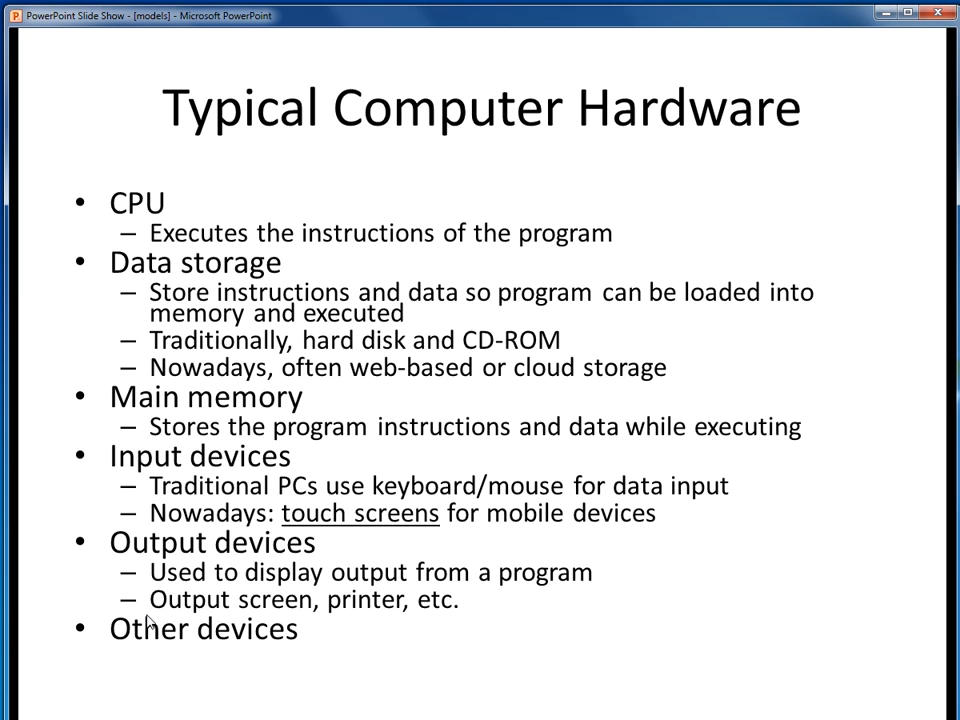 PowerPoint Slide Show - [models] - Microsoft PowerPoint
Typical Computer Hardware
• CPU
– Executes the instructions of the program
• Data storage
– Store instructions and data so program can be loaded into
memory and executed
– Traditionally, hard disk and CD-ROM
– Nowadays, often web-based or cloud storage
• Main memory
– Stores the program instructions and data while executing
• Input devices
– Traditional PCs use keyboard/mouse for data input
– Nowadays: touch screens for mobile devices
• Output devices
– Used to display output from a program
– Output screen, printer, etc.
• Other devices